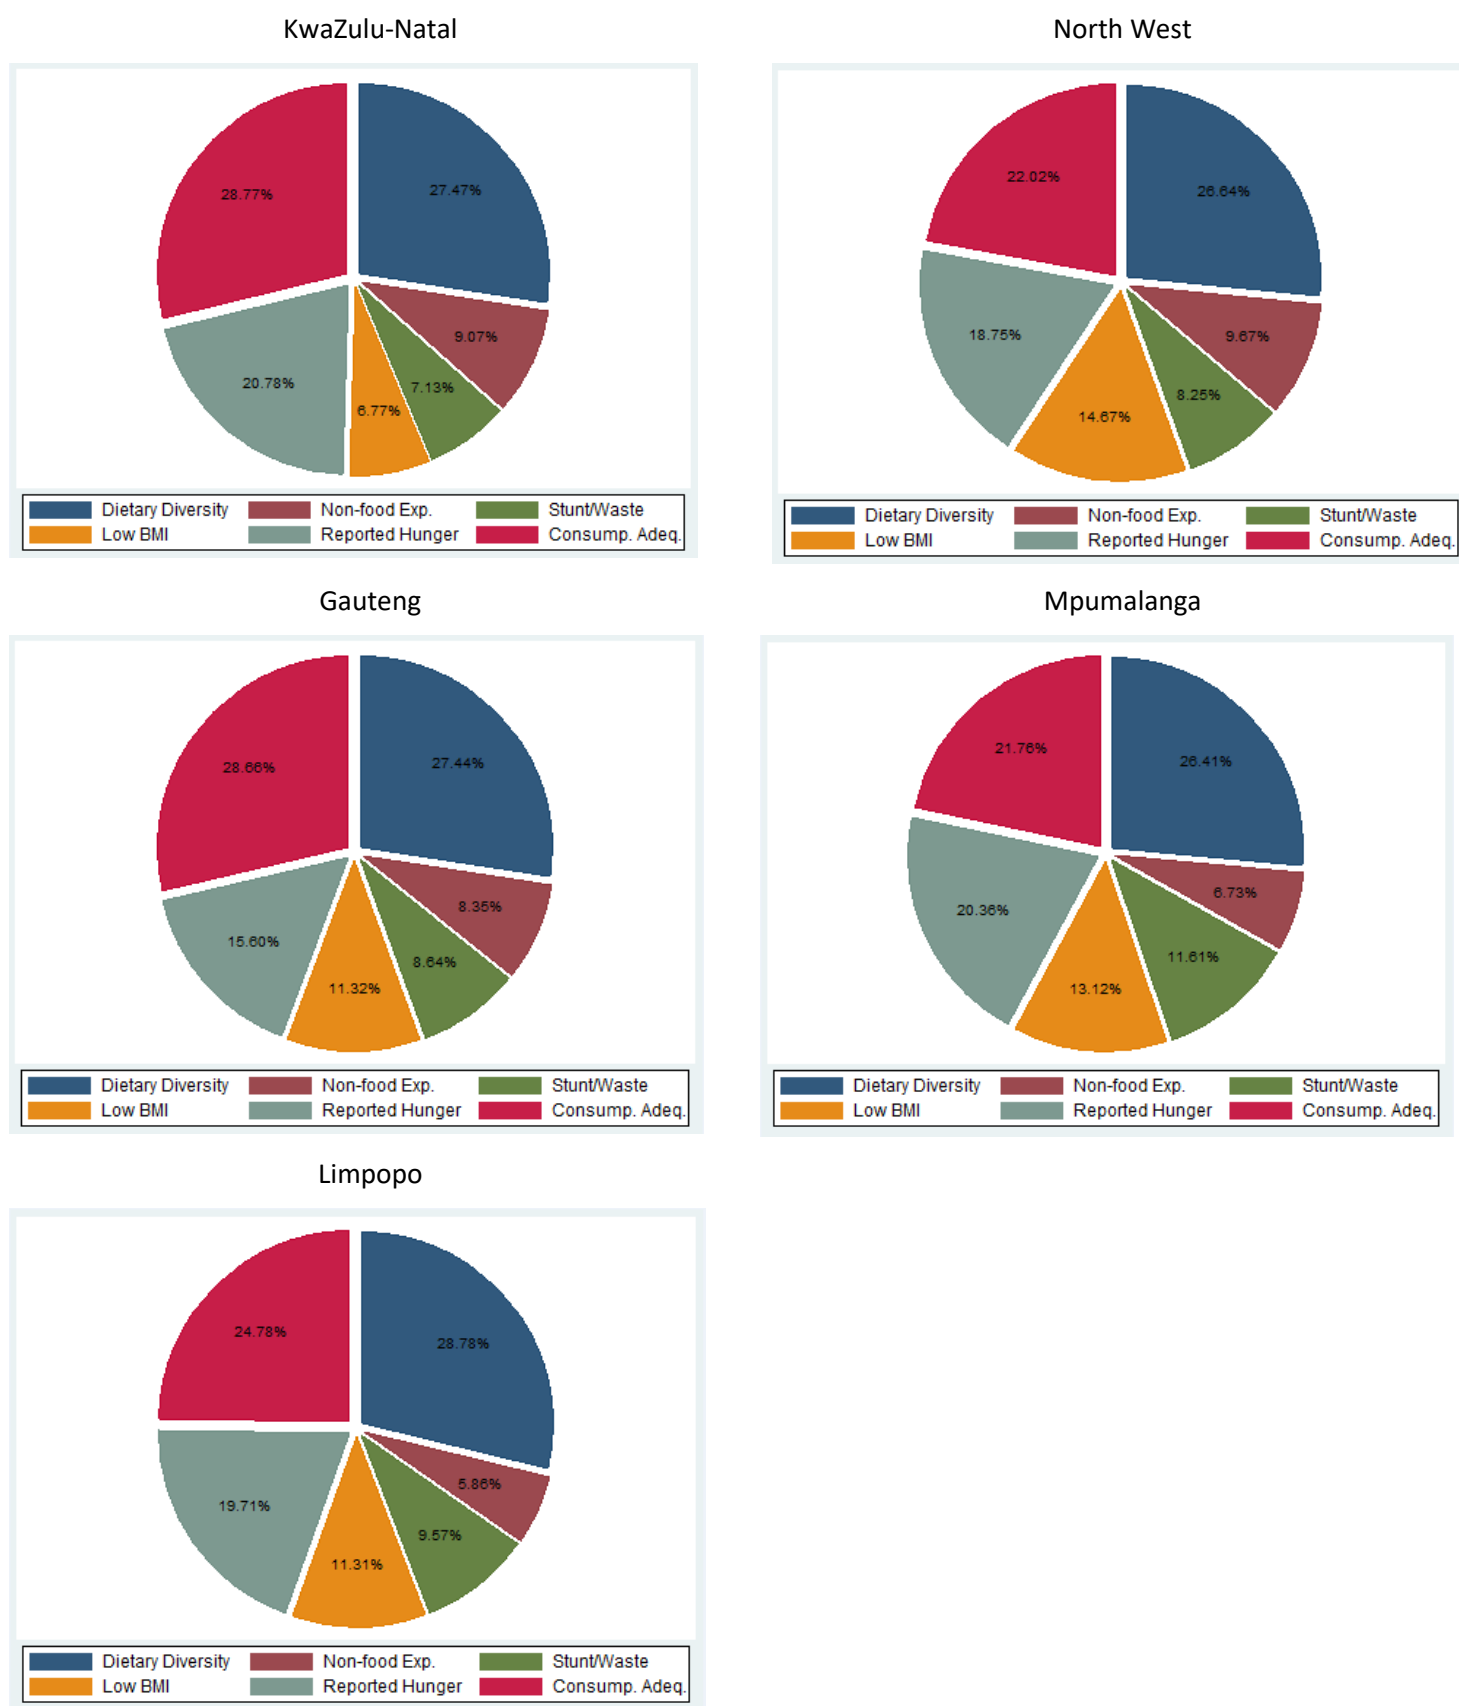 KwaZulu-Natal
28.77%
27.47%
9.07%
20.78%
7.13%
6.77%
Dietary Diversity Non-food Exp. Stunt/Waste
Low BMI Reported Hunger Consump. Adeq.
North West
22.02%
26.64%
18.75%
9.67%
8.25%
14.67%
Dietary Diversity Non-food Exp. Stunt/Waste
Low BMI Reported Hunger Consump. Adeq.
Gauteng
28.66%
27.44%
8.35%
15.60%
8.64%
11.32%
Dietary Diversity Non-food Exp. Stunt/Waste
Low BMI Reported Hunger Consump. Adeq.
Mpumalanga
21.76%
26.41%
6.73%
20.36%
11.61%
13.12%
Dietary Diversity Non-food Exp. Stunt/Waste
Low BMI Reported Hunger Consump. Adeq.
Limpopo
24.78%
28.78%
5.86%
19.71%
9.57%
11.31%
Dietary Diversity Non-food Exp. Stunt/Waste
Low BMI Reported Hunger Consump. Adeq.